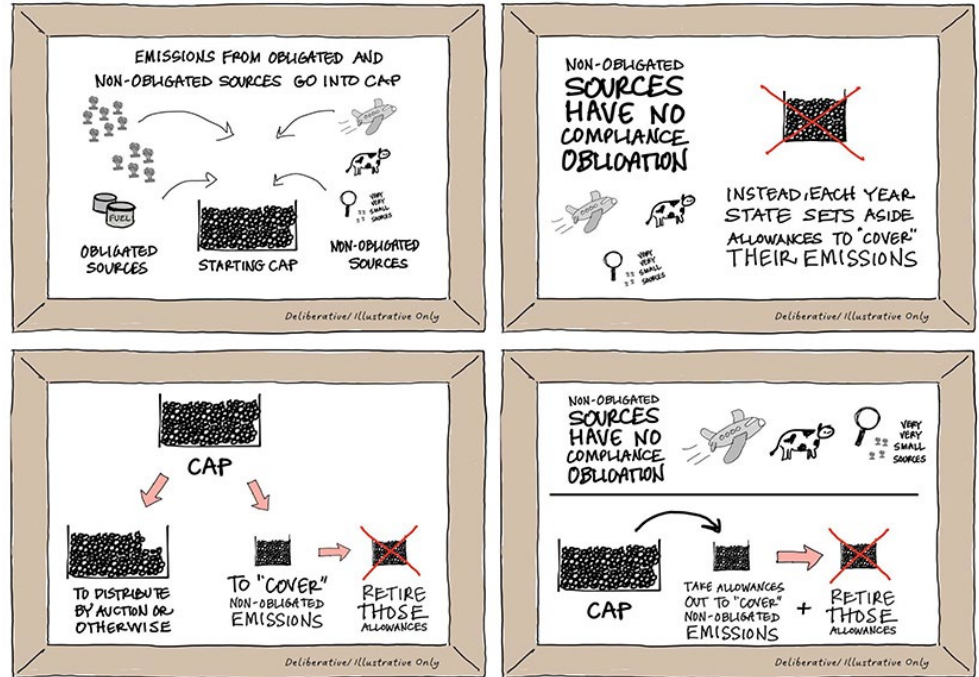 EMISSIONS FROM OBLIGATED AND
NON-OBLIGATED SOURCES GO INTO CAP
FUEL
OBLIGATED
SOURCES
STARTING CAP
VERY
VERY
SMALL
SOURCES
NON-OBLIGATED
SOURCES
Deliberative/ Illustrative Only
NON-OBLIGATED
SOURCES
HAVE NO
COMPLIANCE
OBLIGATION
VERY
VERY
SMALL
SOURCES
INSTEAD, EACH YEAR
STATE SETS ASIDE
ALLOWANCES TO "COVER"
THEIR EMISSIONS
Deliberative/ Illustrative Only
CAP
TO DISTRIBUTE
BY AUCTION OR
OTHERWISE
TO "COVER"
NON-OBLIGATED
EMISSIONS
RETIRE
THOSE
ALLOWANCES
Deliberative/ Illustrative Only
NON-OBLIGATED
SOURCES
HAVE NO
COMPLIANCE
OBLIGATION
VERY
VERY
SMALL
SOURCES
CAP
TAKE ALLOWANCES
OUT TO "COVER"
NON-OBLIGATED
EMISSIONS
+
RETIRE
THOSE
ALLOWANCES
Deliberative/ Illustrative Only